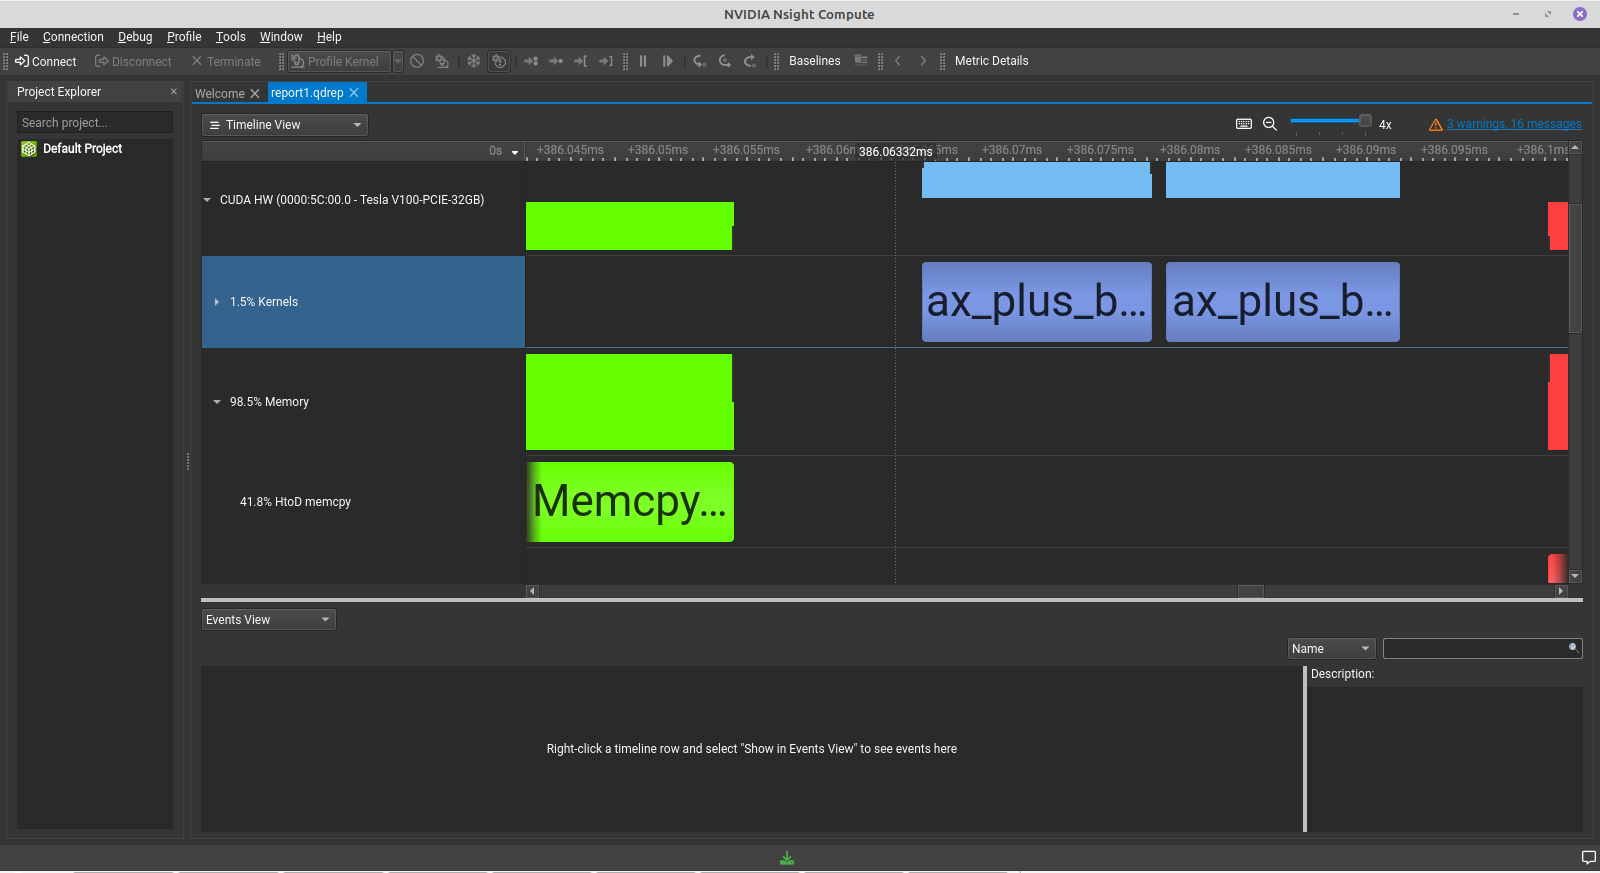 NVIDIA Nsight Compute
File Connection Debug Profile Tools Window Help
Connect Disconnect Terminate Profile Kernel Baselines Metric Details
Project Explorer
Welcome report1.qdrep
Search project...
Timeline View 4x 3 warnings, 16 messages
Default Project
0s +386.045ms +386.05ms +386.055ms 386.06332ms +386.07ms +386.075ms +386.08ms +386.085ms +386.09ms +386.095ms
CUDA HW (0000:5C:00.0 - Tesla V100-PCIE-32GB)
1.5% Kernels ax_plus_b... ax_plus_b...
98.5% Memory
41.8% HtoD memcpy Memcpy...
Events View
Name
Description:
Right-click a timeline row and select "Show in Events View" to see events here